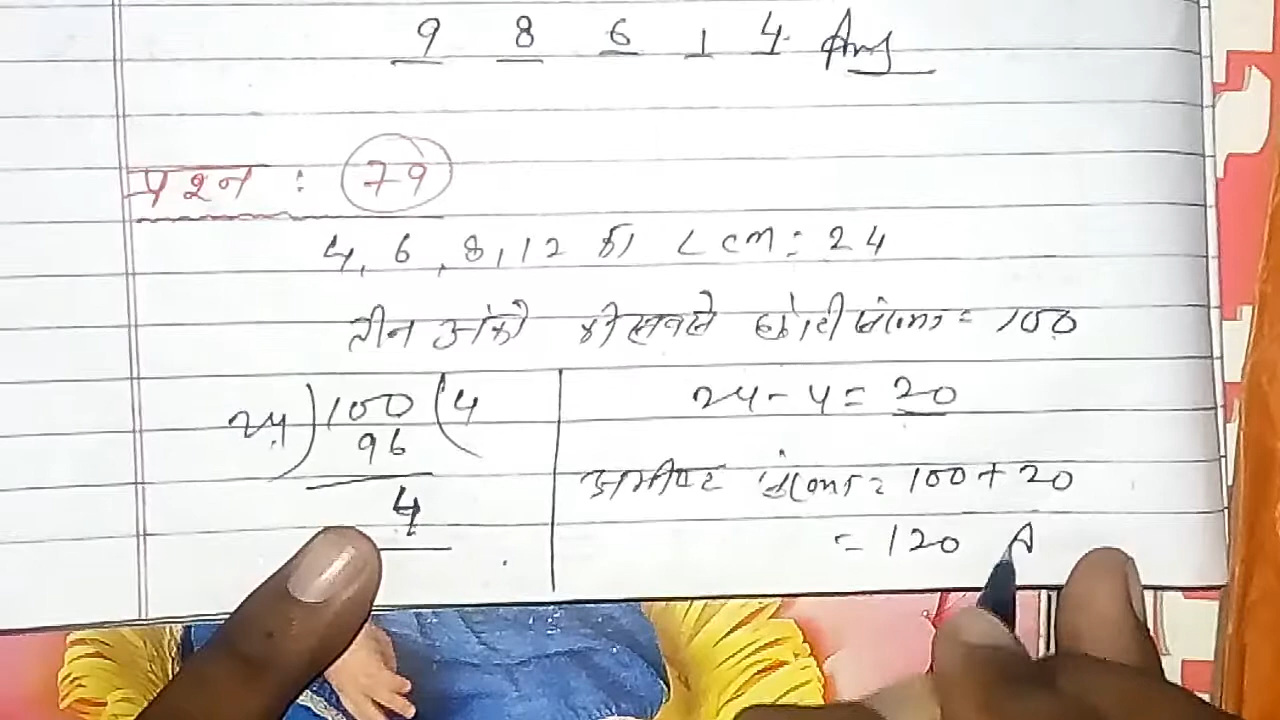 9 8 6 1 4 Ans
प्रश्न : 79
4, 6, 8, 12 का LCM = 24
तीन अंको की सबसे छोटी संख्या = 100
24 ) 100 ( 4
96
4
24 - 4 = 20
अभीष्ट संख्या = 100 + 20
= 120 A